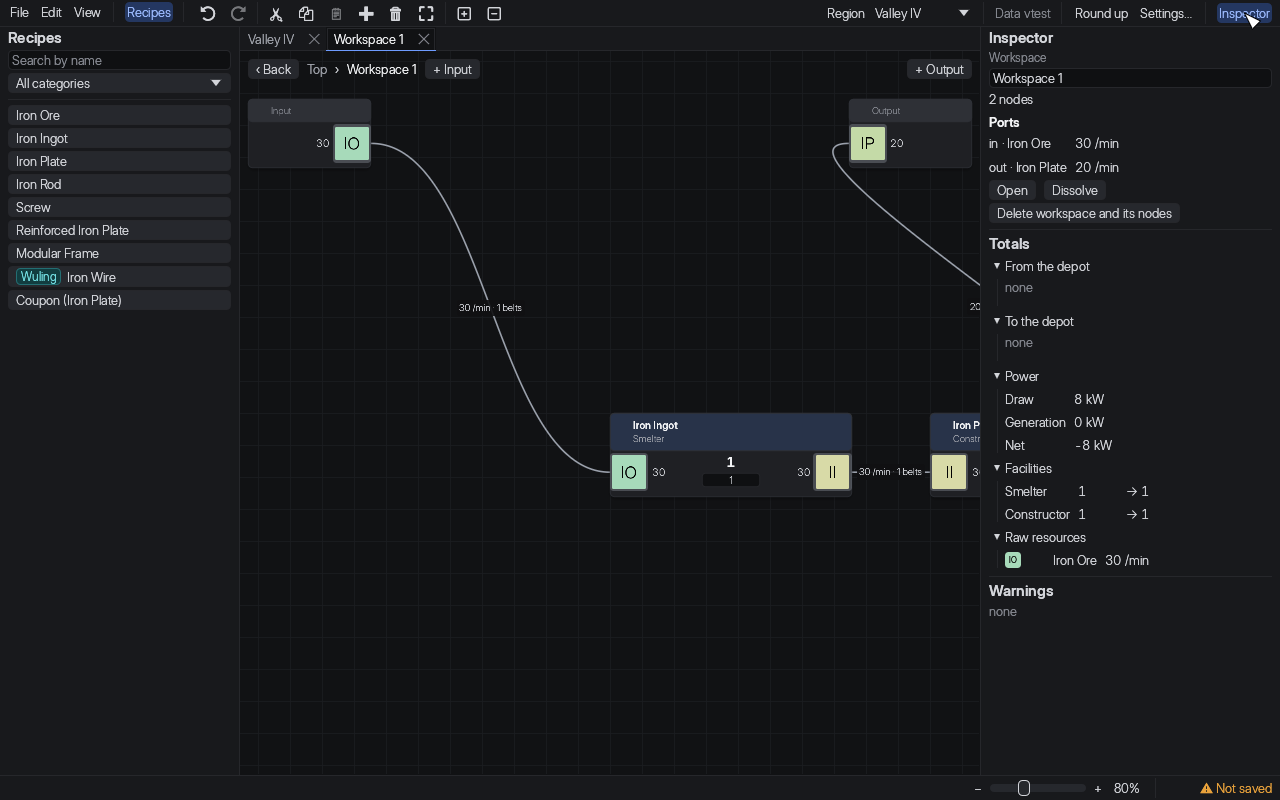 File Edit View Recipes Region Valley IV Data vtest Round up Settings... Inspector
Recipes
Search by name
All categories
Iron Ore
Iron Ingot
Iron Plate
Iron Rod
Screw
Reinforced Iron Plate
Modular Frame
Wuling Iron Wire
Coupon (Iron Plate)
Valley IV Workspace 1
‹ Back Top › Workspace 1 + Input + Output
Input
30 IO
Output
IP 20
30 /min · 1 belts
20
Iron Ingot
Smelter
IO 30 1 30 II
1
30 /min · 1 belts
Iron P
Constr
II 3
Inspector
Workspace
Workspace 1
2 nodes
Ports
in · Iron Ore 30 /min
out · Iron Plate 20 /min
Open Dissolve
Delete workspace and its nodes
Totals
From the depot
none
To the depot
none
Power
Draw 8 kW
Generation 0 kW
Net -8 kW
Facilities
Smelter 1 → 1
Constructor 1 → 1
Raw resources
IO Iron Ore 30 /min
Warnings
none
− + 80% Not saved